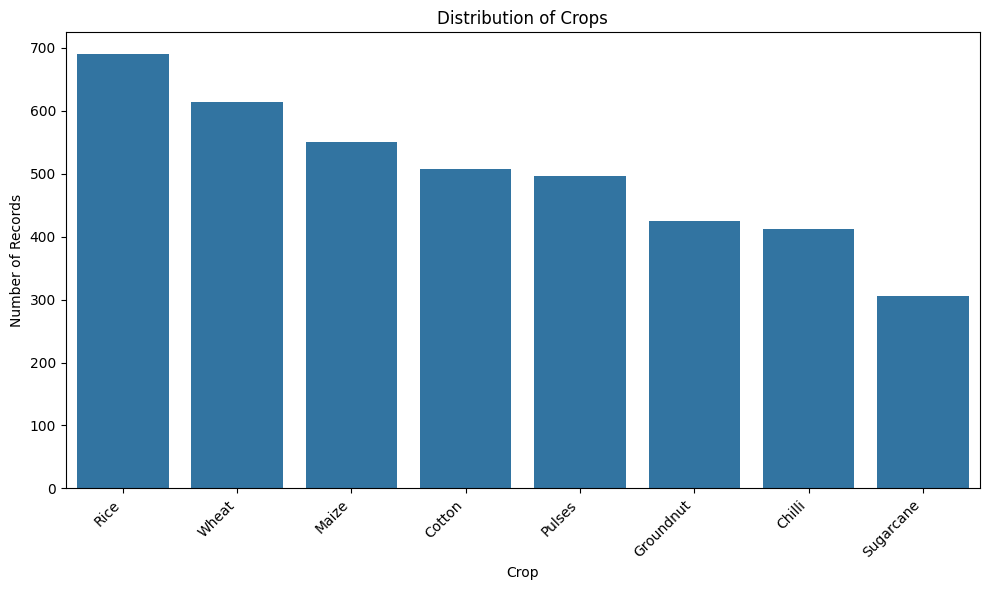 Distribution of Crops
Number of Records
700
600
500
400
300
200
100
0
Rice
Wheat
Maize
Cotton
Pulses
Groundnut
Chilli
Sugarcane
Crop